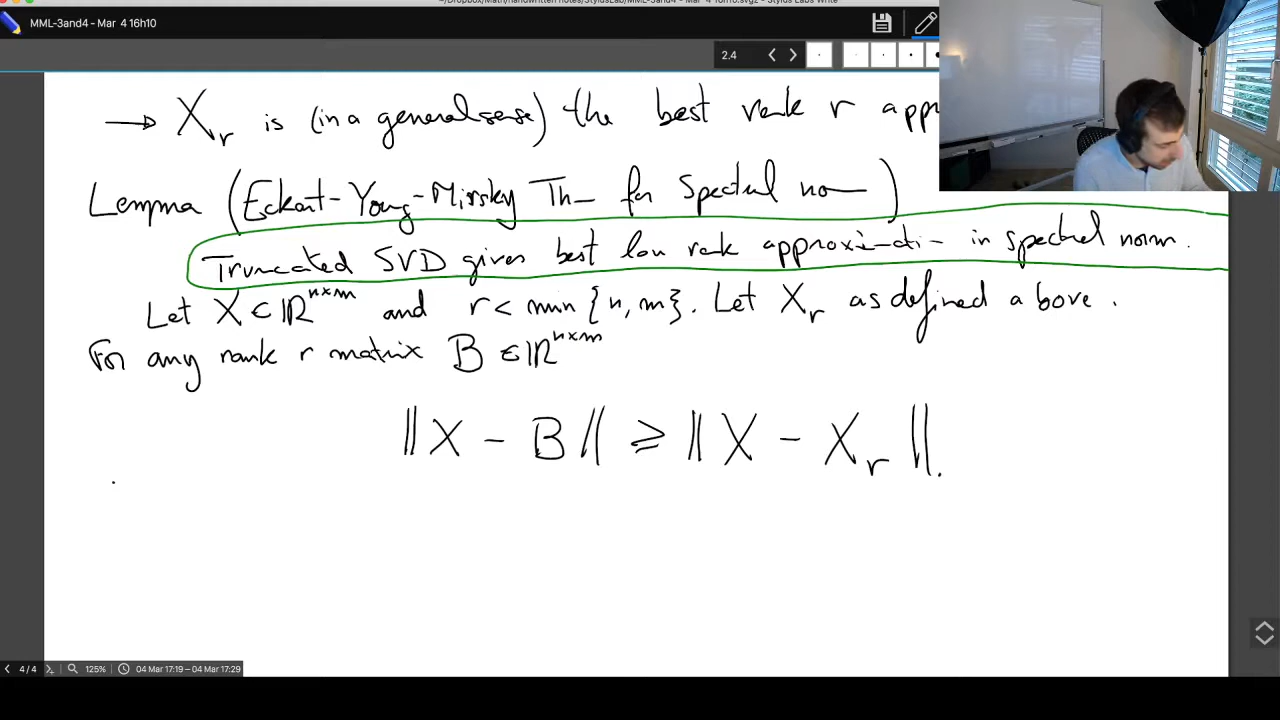 MML-3and4 - Mar 4 16h10
2.4
→ X_r is (in a general sense) the best rank r app
Lemma (Eckart-Young-Mirsky Th— for Spectral no—)
Truncated SVD gives best low rank approximati- in spectral norm.
Let X ∈ ℝ^{n×m} and r < min {n, m}. Let X_r as defined above.
For any rank r matrix B ∈ ℝ^{n×m}
‖X - B‖ ≥ ‖X - X_r‖.
4/4 125% 04 Mar 17:19 – 04 Mar 17:29